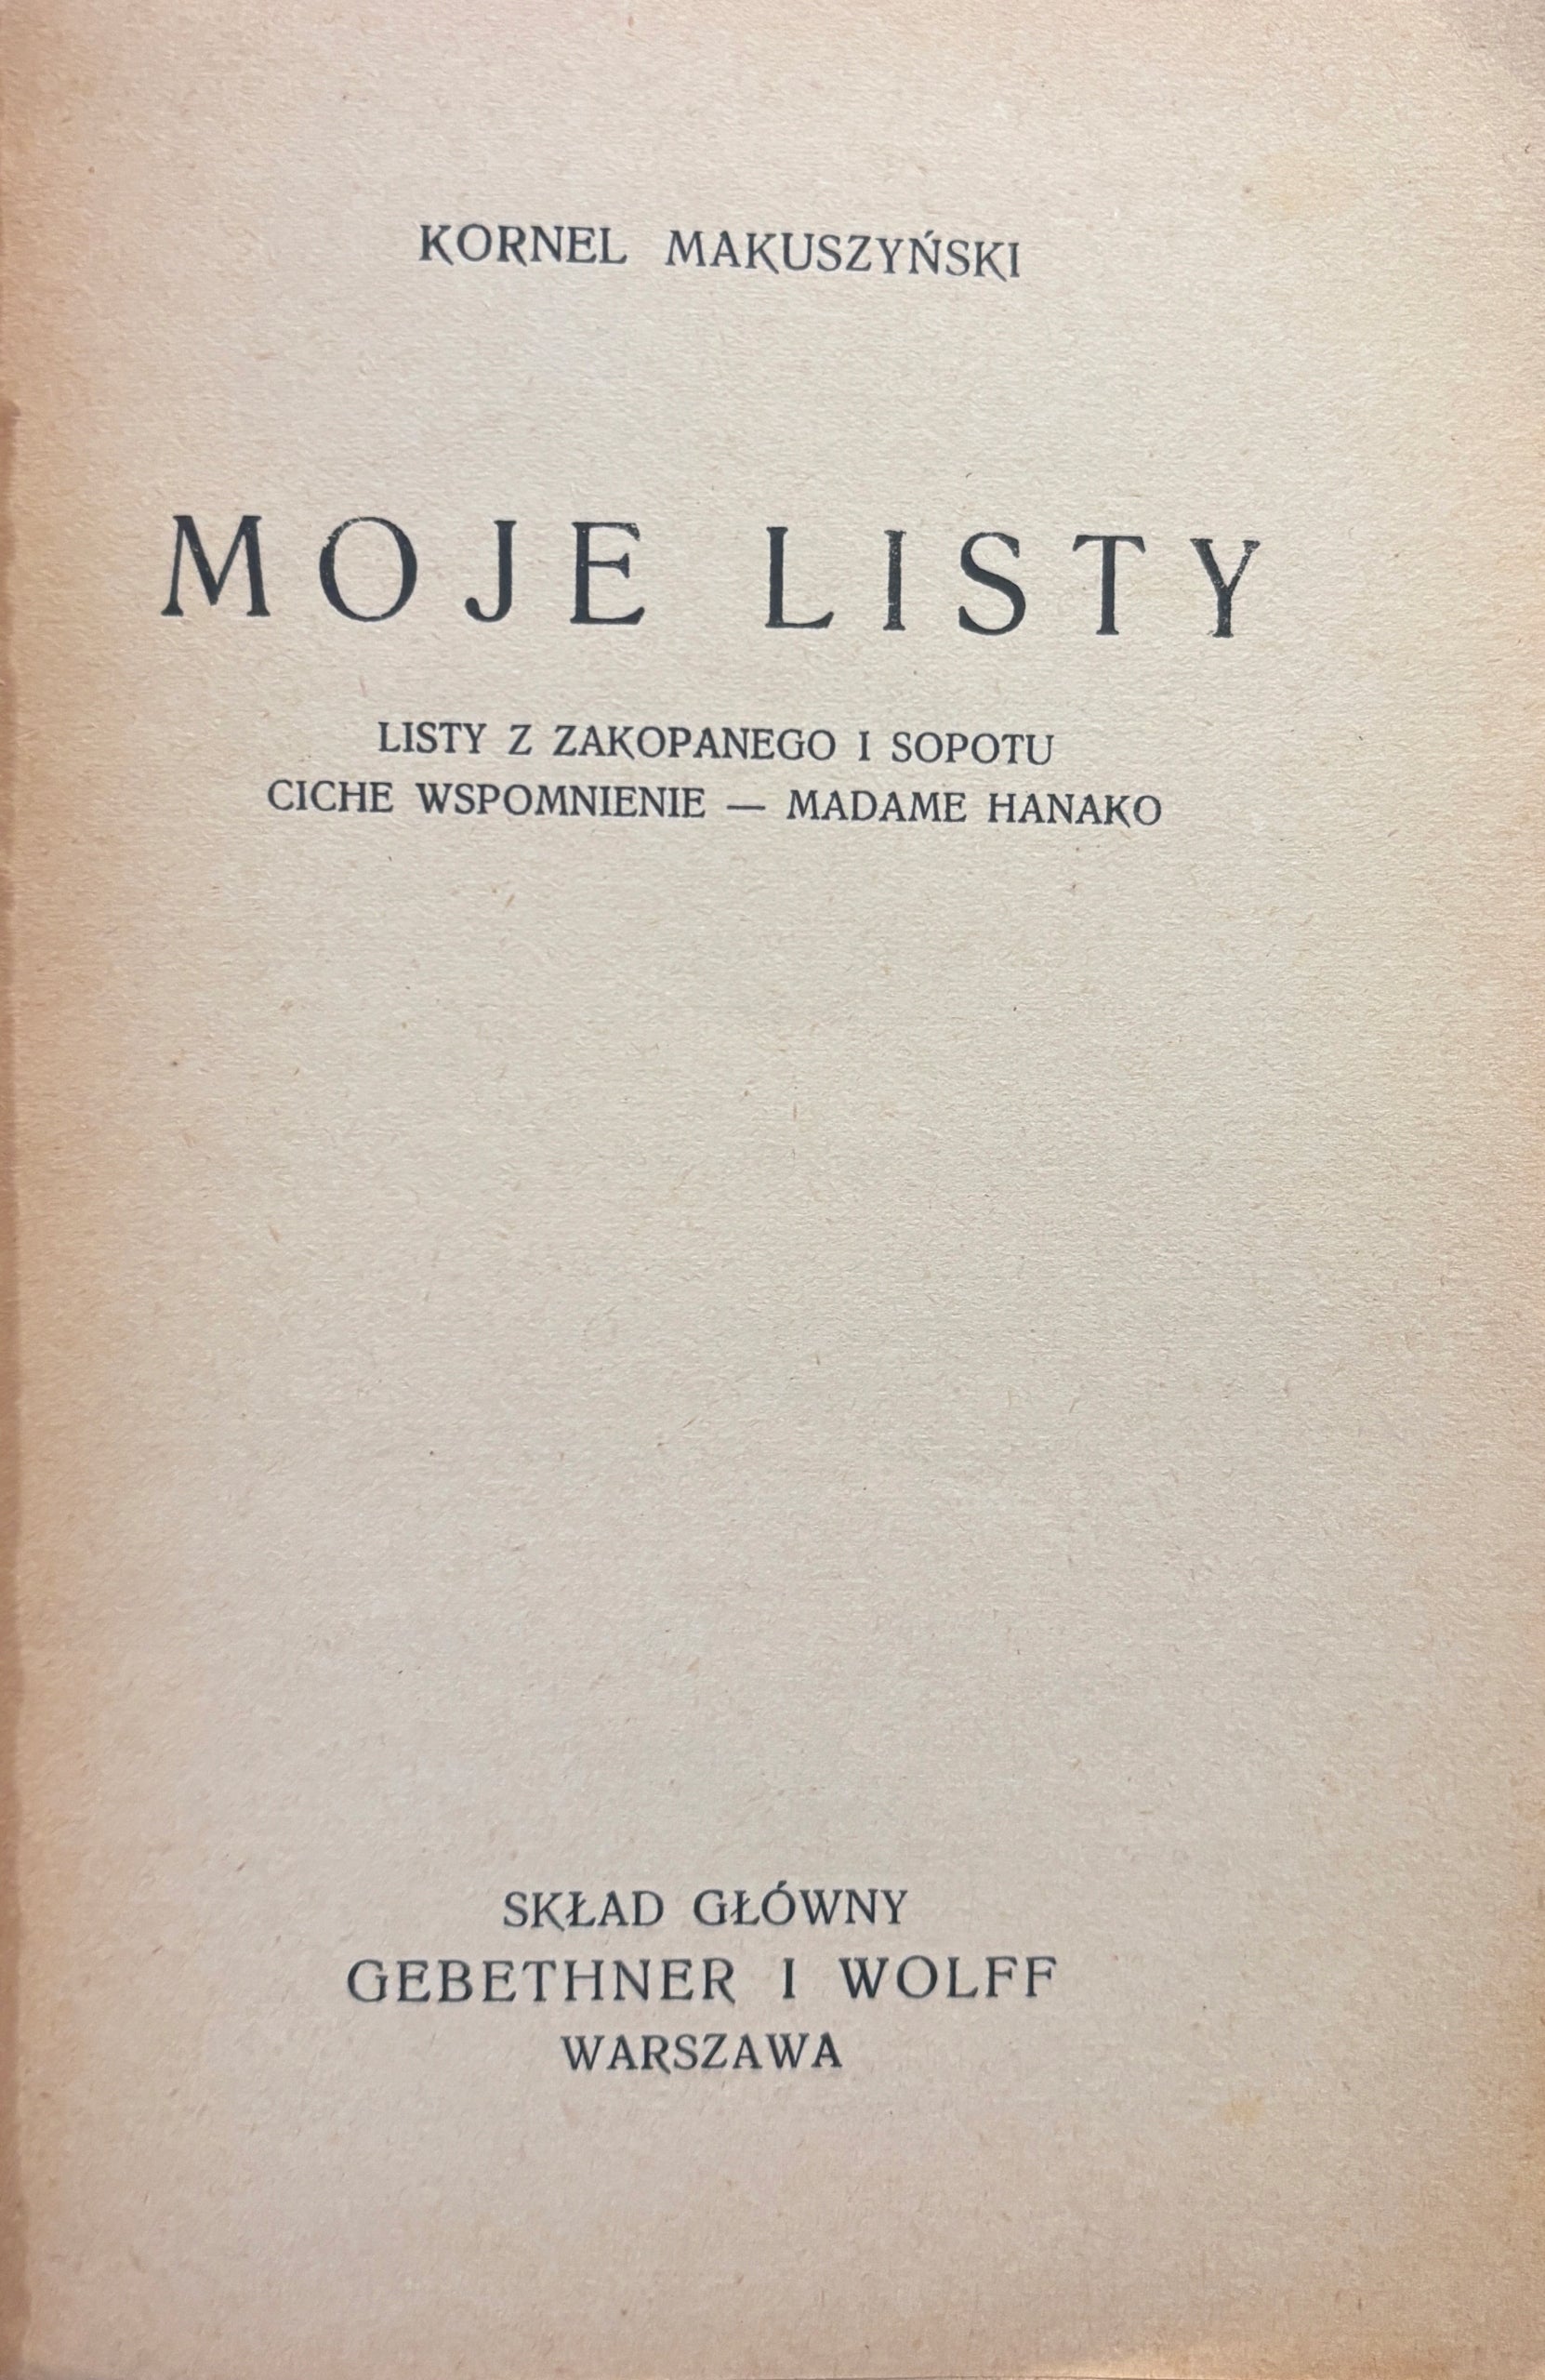 KORNEL MAKUSZYŃSKI
MOJE LISTY
LISTY Z ZAKOPANEGO I SOPOTU
CICHE WSPOMNIENIE — MADAME HANAKO
SKŁAD GŁÓWNY
GEBETHNER I WOLFF
WARSZAWA